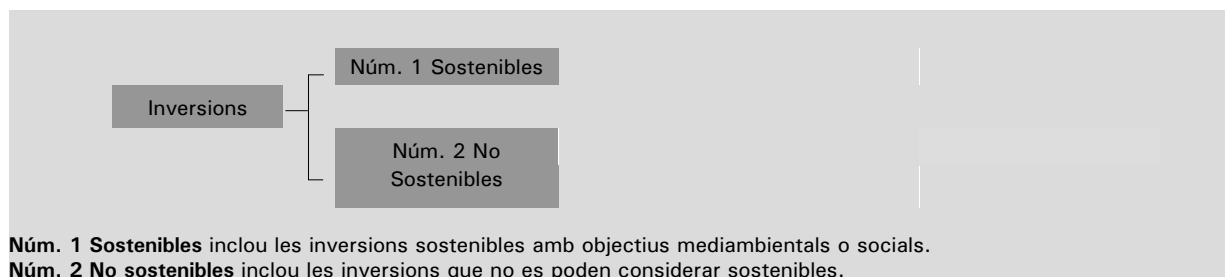 Núm. 1 Sostenibles
Inversions
Núm. 2 No
Sostenibles
Núm. 1 Sostenibles inclou les inversions sostenibles amb objectius mediambientals o socials.
Núm. 2 No sostenibles inclou les inversions que no es poden considerar sostenibles.